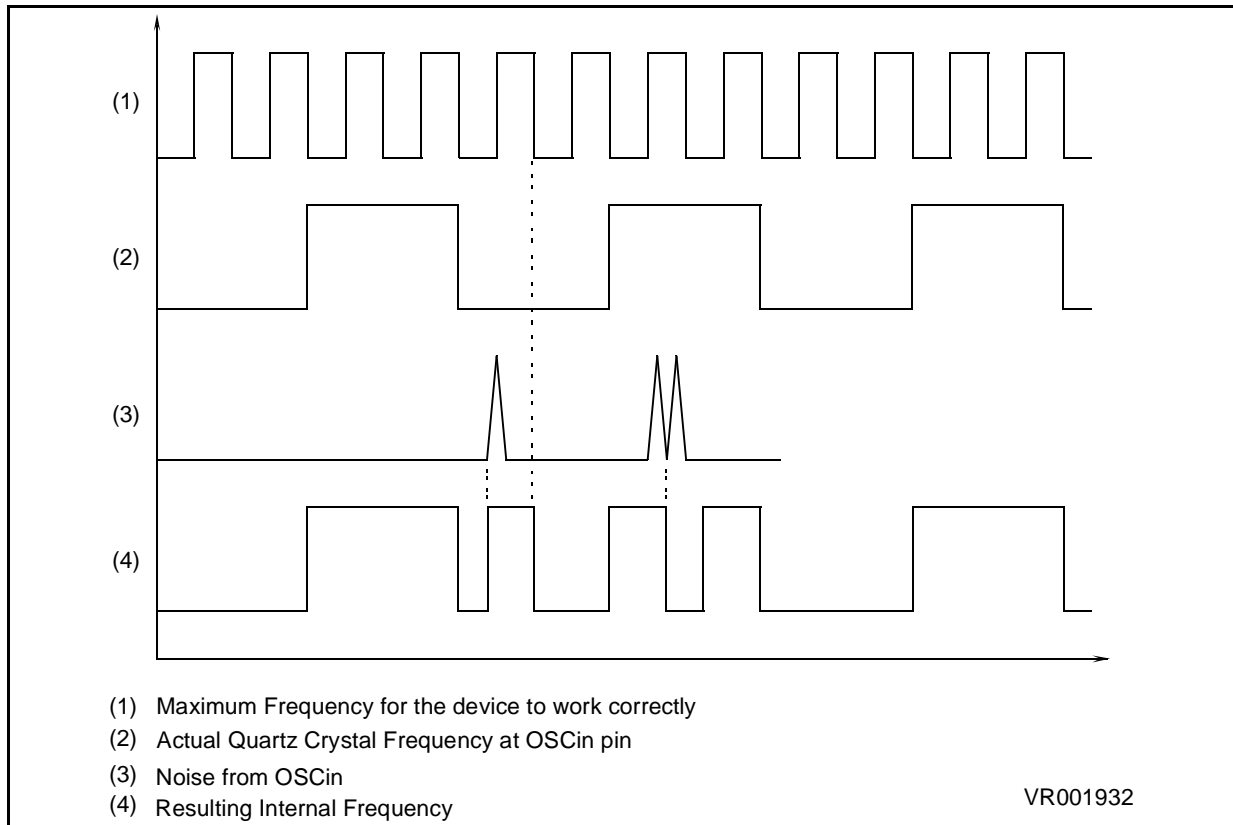 (1)
(2)
(3)
(4)
(1) Maximum Frequency for the device to work correctly
(2) Actual Quartz Crystal Frequency at OSCin pin
(3) Noise from OSCin
(4) Resulting Internal Frequency
VR001932